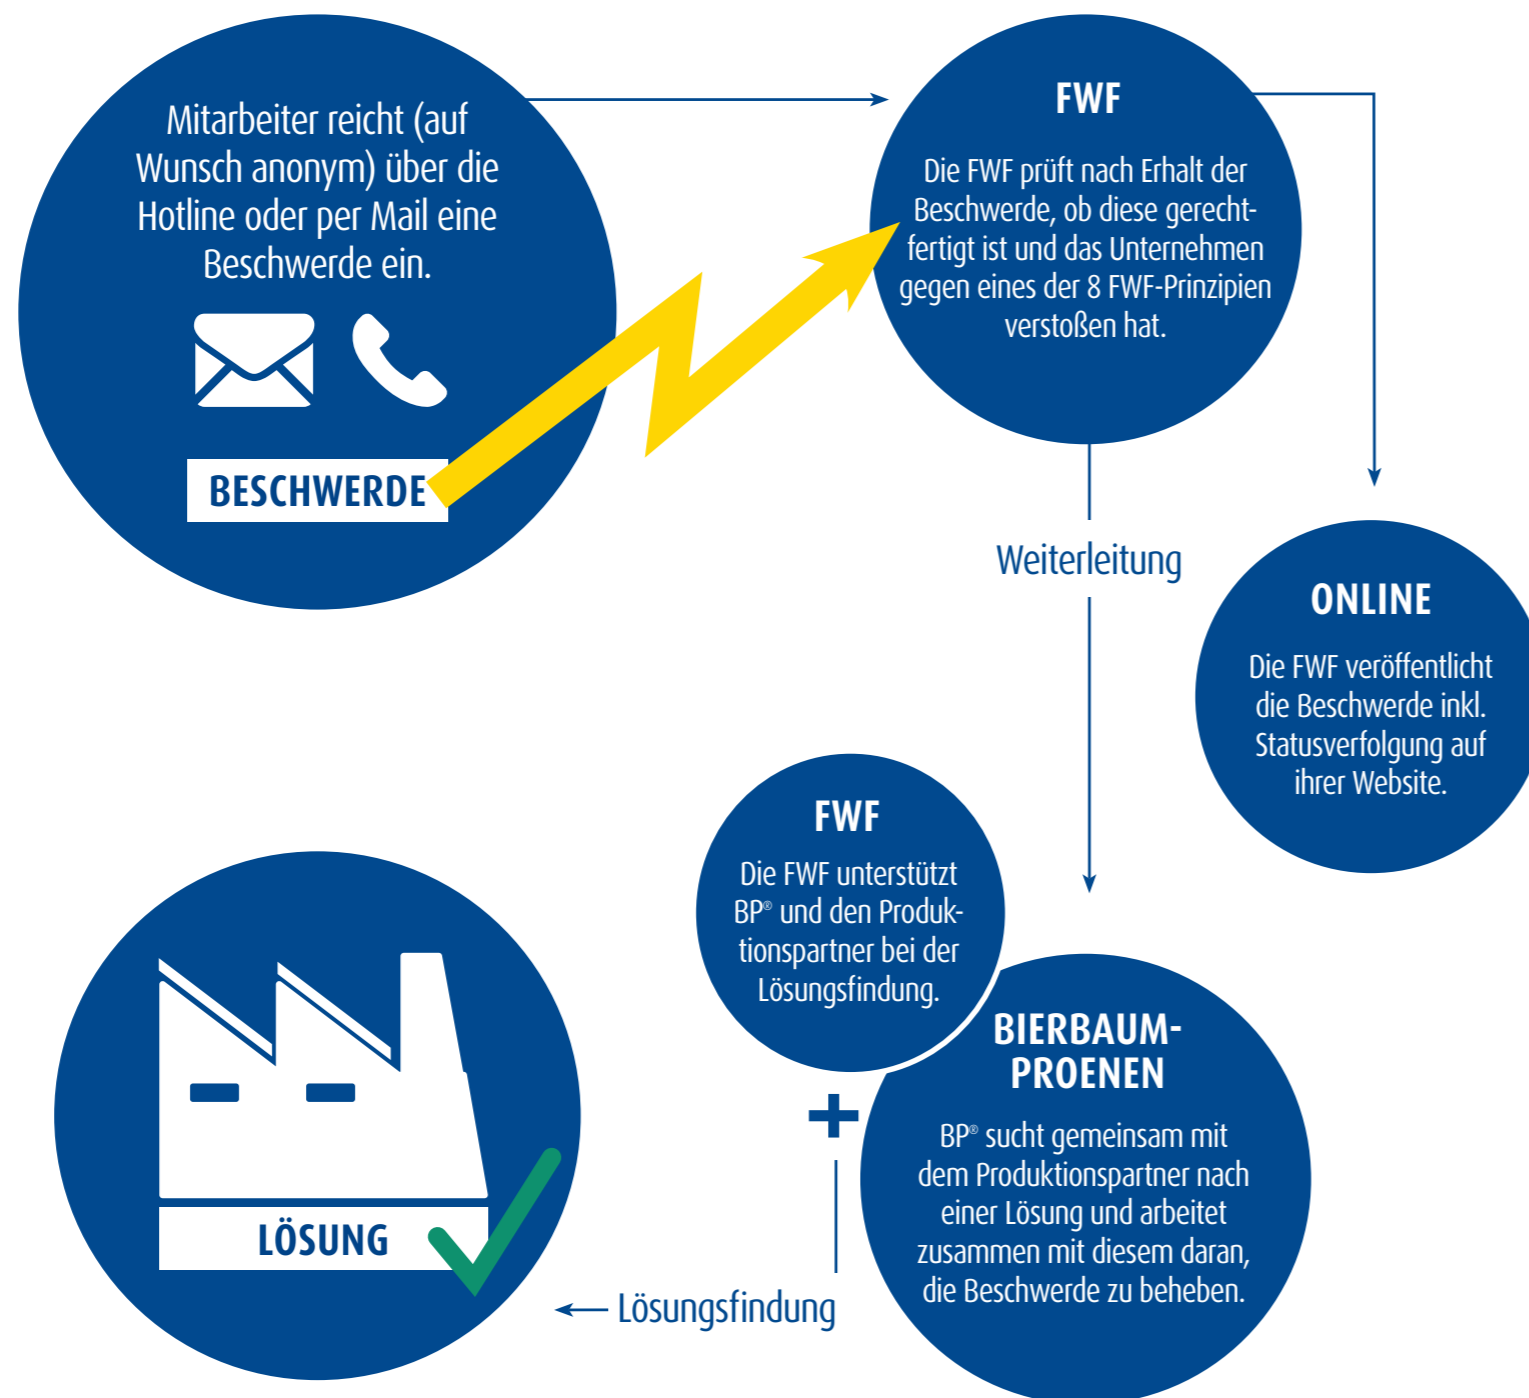 Mitarbeiter reicht (auf
Wunsch anonym) über die
Hotline oder per Mail eine
Beschwerde ein.
BESCHWERDE
FWF
Die FWF prüft nach Erhalt der
Beschwerde, ob diese gerecht-
fertigt ist und das Unternehmen
gegen eines der 8 FWF-Prinzipien
verstoßen hat.
Weiterleitung
ONLINE
Die FWF veröffentlicht
die Beschwerde inkl.
Statusverfolgung auf
ihrer Website.
FWF
Die FWF unterstützt
BP® und den Produk-
tionspartner bei der
Lösungsfindung.
BIERBAUM-
PROENEN
BP® sucht gemeinsam mit
dem Produktionspartner nach
einer Lösung und arbeitet
zusammen mit diesem daran,
die Beschwerde zu beheben.
+
Lösungsfindung
LÖSUNG